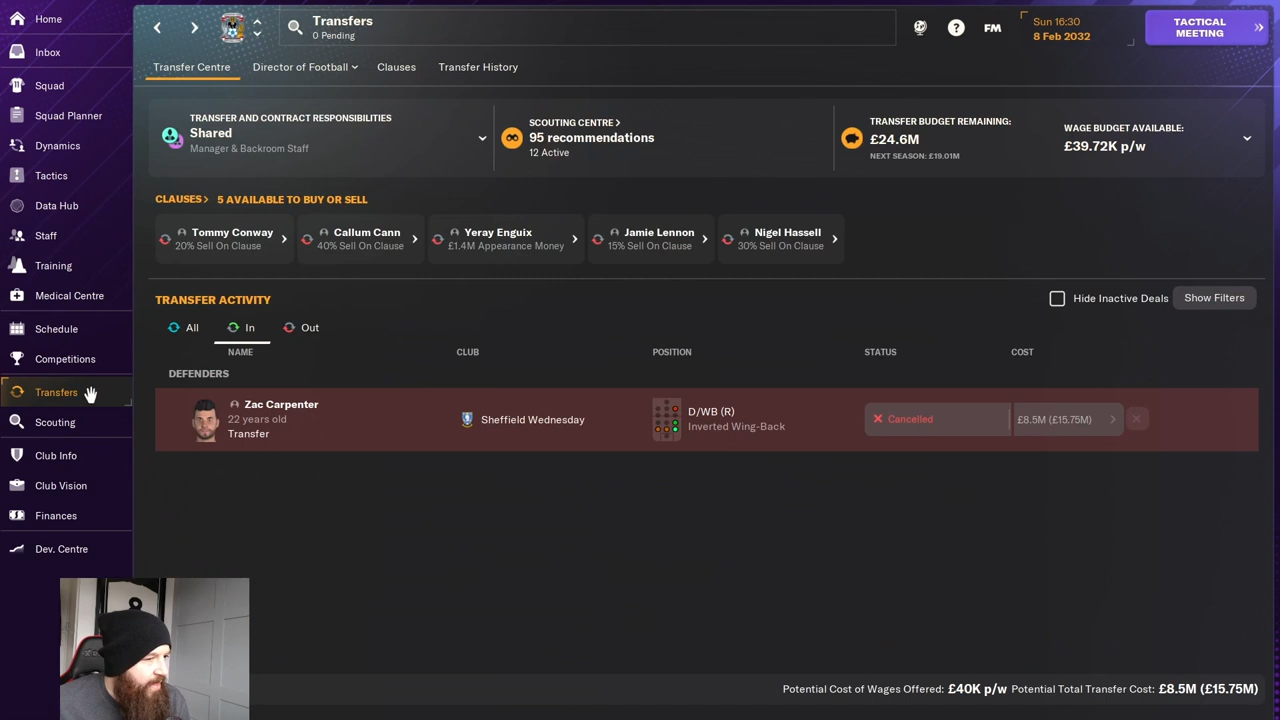 Home
Inbox
Squad
Squad Planner
Dynamics
Tactics
Data Hub
Staff
Training
Medical Centre
Schedule
Competitions
Transfers
Scouting
Club Info
Club Vision
Finances
Dev. Centre
Transfers
0 Pending
?
FM
Sun 16:30
8 Feb 2032
TACTICAL
MEETING
Transfer Centre
Director of Football
Clauses
Transfer History
TRANSFER AND CONTRACT RESPONSIBILITIES
Shared
Manager & Backroom Staff
SCOUTING CENTRE >
95 recommendations
12 Active
TRANSFER BUDGET REMAINING:
£24.6M
NEXT SEASON: £19.01M
WAGE BUDGET AVAILABLE:
£39.72K p/w
CLAUSES > 5 AVAILABLE TO BUY OR SELL
Tommy Conway
20% Sell On Clause
Callum Cann
40% Sell On Clause
Yeray Enguix
£1.4M Appearance Money
Jamie Lennon
15% Sell On Clause
Nigel Hassell
30% Sell On Clause
TRANSFER ACTIVITY
Hide Inactive Deals
Show Filters
All
In
Out
NAME CLUB POSITION STATUS COST
DEFENDERS
Zac Carpenter
22 years old
Transfer
Sheffield Wednesday
D/WB (R)
Inverted Wing-Back
Cancelled
£8.5M (£15.75M)
Potential Cost of Wages Offered: £40K p/w Potential Total Transfer Cost: £8.5M (£15.75M)